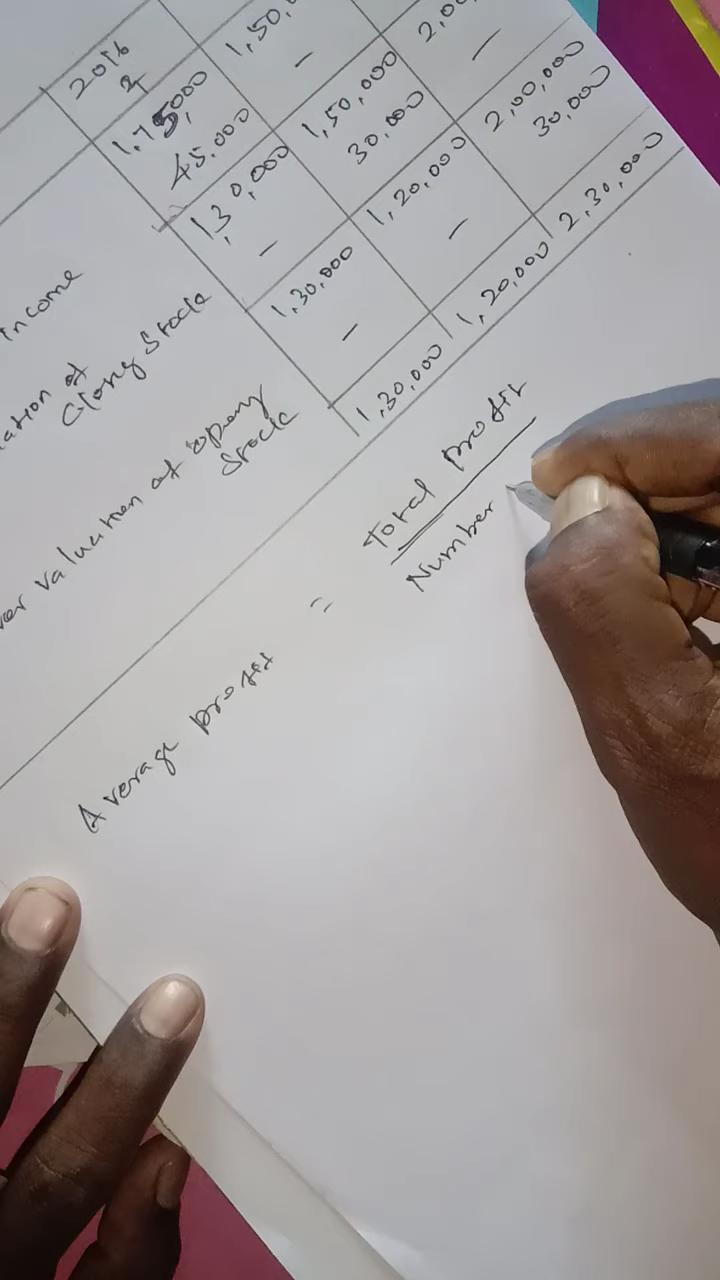 2016 1,50,0 2,00
₹ – –
1,75,000 1,50,000 2,00,000
45.000 30,000 30,000
income 1,30,000 1,20,000 2,30,000
ation of – –
Closing Stock 1,30,000 1,20,000
ver valuation of opening –
Stock 1,30,000
Average profit = Total profit
Number